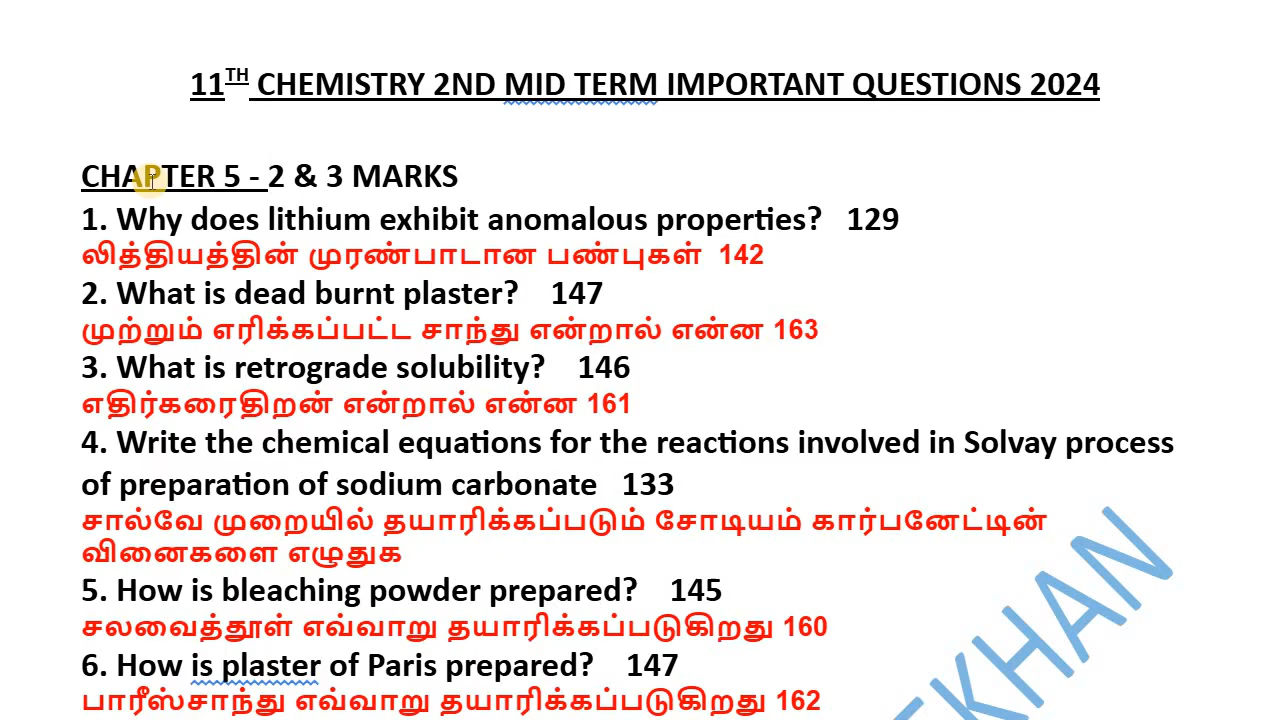 11TH CHEMISTRY 2ND MID TERM IMPORTANT QUESTIONS 2024
CHAPTER 5 - 2 & 3 MARKS
1. Why does lithium exhibit anomalous properties? 129
லித்தியத்தின் முரண்பாடான பண்புகள் 142
2. What is dead burnt plaster? 147
முற்றும் எரிக்கப்பட்ட சாந்து என்றால் என்ன 163
3. What is retrograde solubility? 146
எதிர்கரைதிறன் என்றால் என்ன 161
4. Write the chemical equations for the reactions involved in Solvay process
of preparation of sodium carbonate 133
சால்வே முறையில் தயாரிக்கப்படும் சோடியம் கார்பனேட்டின்
வினைகளை எழுதுக
5. How is bleaching powder prepared? 145
சலவைத்தூள் எவ்வாறு தயாரிக்கப்படுகிறது 160
6. How is plaster of Paris prepared? 147
பாரீஸ்சாந்து எவ்வாறு தயாரிக்கப்படுகிறது 162